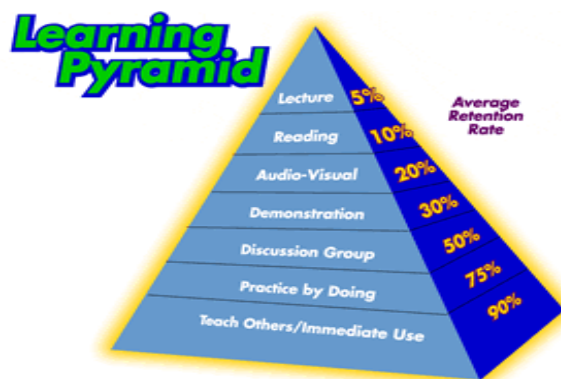 Learning
Pyramid
Average
Retention
Rate
Lecture 5%
Reading 10%
Audio-Visual 20%
Demonstration 30%
Discussion Group 50%
Practice by Doing 75%
Teach Others/Immediate Use 90%